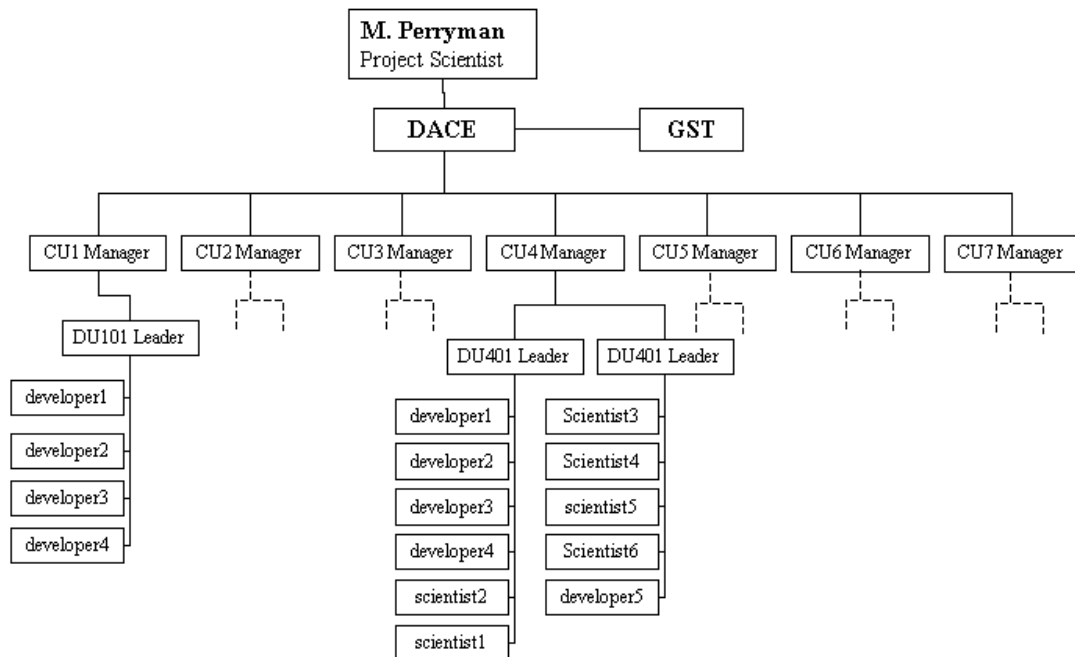 M. Perryman
Project Scientist
DACE
GST
CU1 Manager
CU2 Manager
CU3 Manager
CU4 Manager
CU5 Manager
CU6 Manager
CU7 Manager
DU101 Leader
developer1
developer2
developer3
developer4
DU401 Leader
developer1
developer2
developer3
developer4
scientist2
scientist1
DU401 Leader
Scientist3
Scientist4
scientist5
Scientist6
developer5